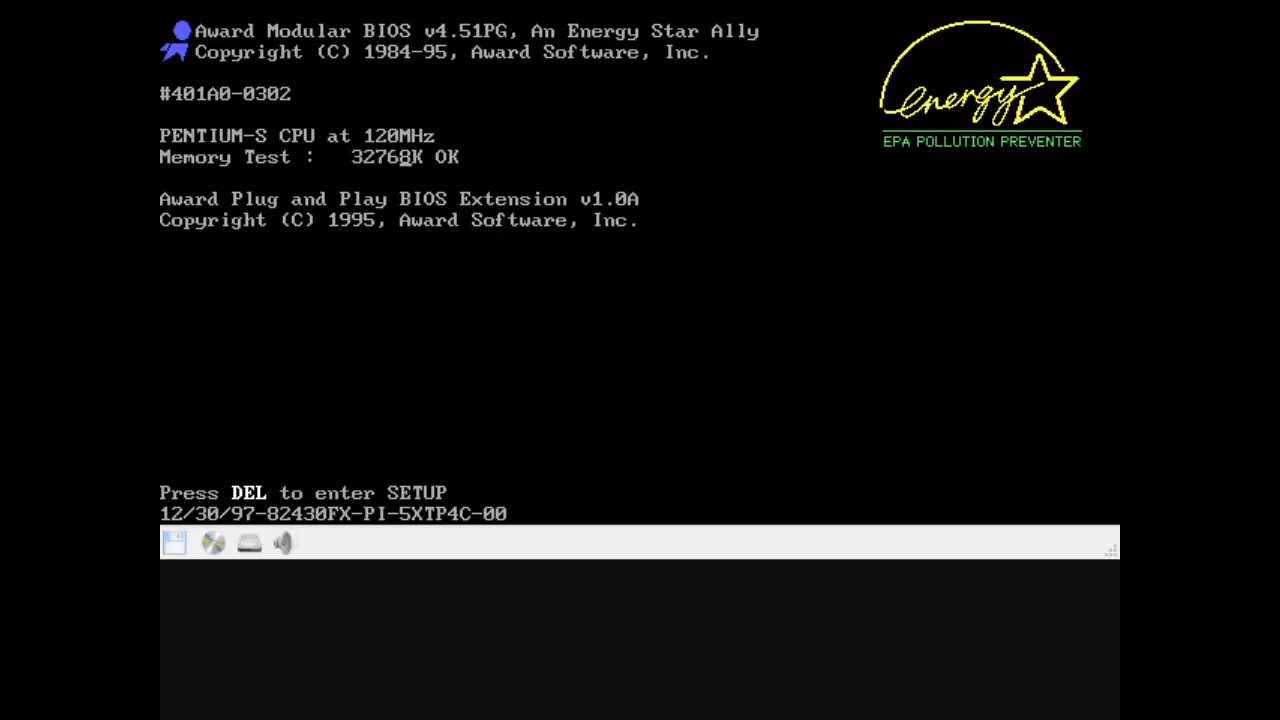 Award Modular BIOS v4.51PG, An Energy Star Ally
Copyright (C) 1984-95, Award Software, Inc.
energy
EPA POLLUTION PREVENTER
#401A0-0302
PENTIUM-S CPU at 120MHz
Memory Test :   32768K OK
Award Plug and Play BIOS Extension v1.0A
Copyright (C) 1995, Award Software, Inc.
Press DEL to enter SETUP
12/30/97-82430FX-PI-5XTP4C-00